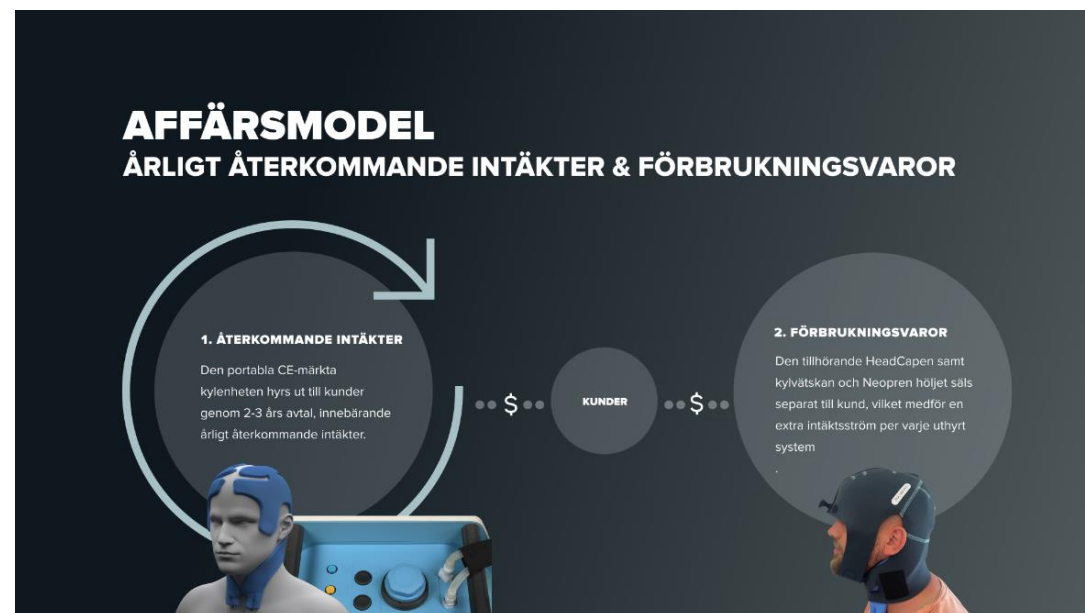 AFFÄRSMODEL
ÅRLIGT ÅTERKOMMANDE INTÄKTER & FÖRBRUKNINGSVAROR
1. ÅTERKOMMANDE INTÄKTER
Den portabla CE-märkta
kylenheten hyrs ut till kunder
genom 2-3 års avtal, innebärande
årligt återkommande intäkter.
$
KUNDER
$
2. FÖRBRUKNINGSVAROR
Den tillhörande HeadCapen samt
kylvätskan och Neopren höljet säls
separat till kund, vilket medför en
extra intäktsström per varje uthyrt
system
.